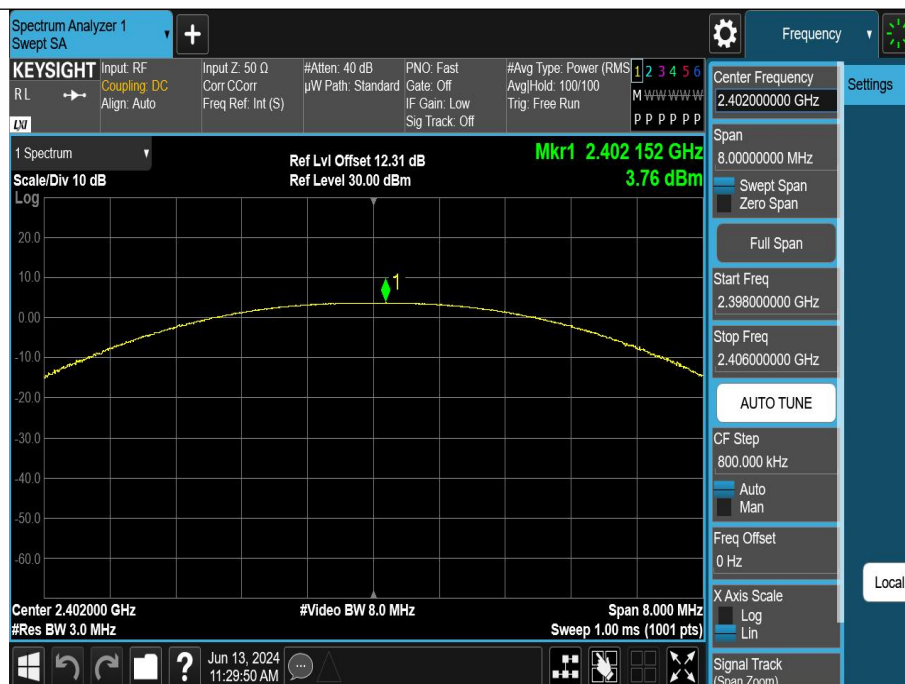 Spectrum Analyzer 1
Swept SA
+
Frequency
KEYSIGHT
RL
LXI
Input: RF
Coupling: DC
Align: Auto
Input Z: 50 Ω
Corr CCorr
Freq Ref: Int (S)
#Atten: 40 dB
µW Path: Standard
PNO: Fast
Gate: Off
IF Gain: Low
Sig Track: Off
#Avg Type: Power (RMS
Avg|Hold: 100/100
Trig: Free Run
1 2 3 4 5 6
M W W W W W
P P P P P P
1 Spectrum
Scale/Div 10 dB
Log
Ref Lvl Offset 12.31 dB
Ref Level 30.00 dBm
Mkr1 2.402 152 GHz
3.76 dBm
20.0
10.0
0.00
-10.0
-20.0
-30.0
-40.0
-50.0
-60.0
1
Center 2.402000 GHz
#Res BW 3.0 MHz
#Video BW 8.0 MHz
Span 8.000 MHz
Sweep 1.00 ms (1001 pts)
?
Jun 13, 2024
11:29:50 AM
Center Frequency
2.402000000 GHz
Span
8.00000000 MHz
Swept Span
Zero Span
Full Span
Start Freq
2.398000000 GHz
Stop Freq
2.406000000 GHz
AUTO TUNE
CF Step
800.000 kHz
Auto
Man
Freq Offset
0 Hz
X Axis Scale
Log
Lin
Signal Track
(Span Zoom)
Settings
Local